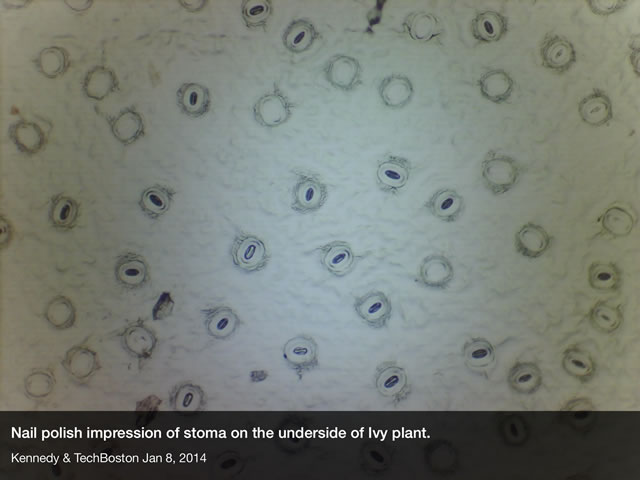 Nail polish impression of stoma on the underside of Ivy plant.
Kennedy & TechBoston Jan 8, 2014